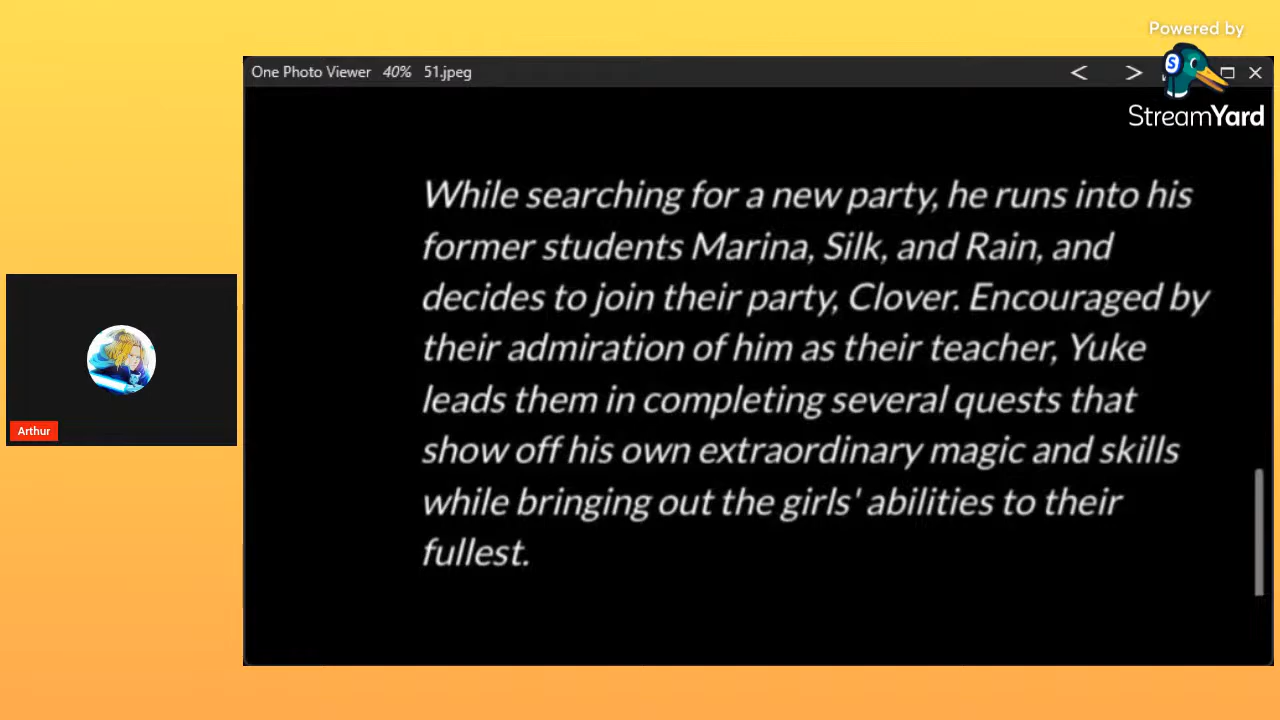 Powered by
One Photo Viewer 40% 51.jpeg
S
StreamYard
While searching for a new party, he runs into his
former students Marina, Silk, and Rain, and
decides to join their party, Clover. Encouraged by
their admiration of him as their teacher, Yuke
leads them in completing several quests that
show off his own extraordinary magic and skills
while bringing out the girls' abilities to their
fullest.
Arthur